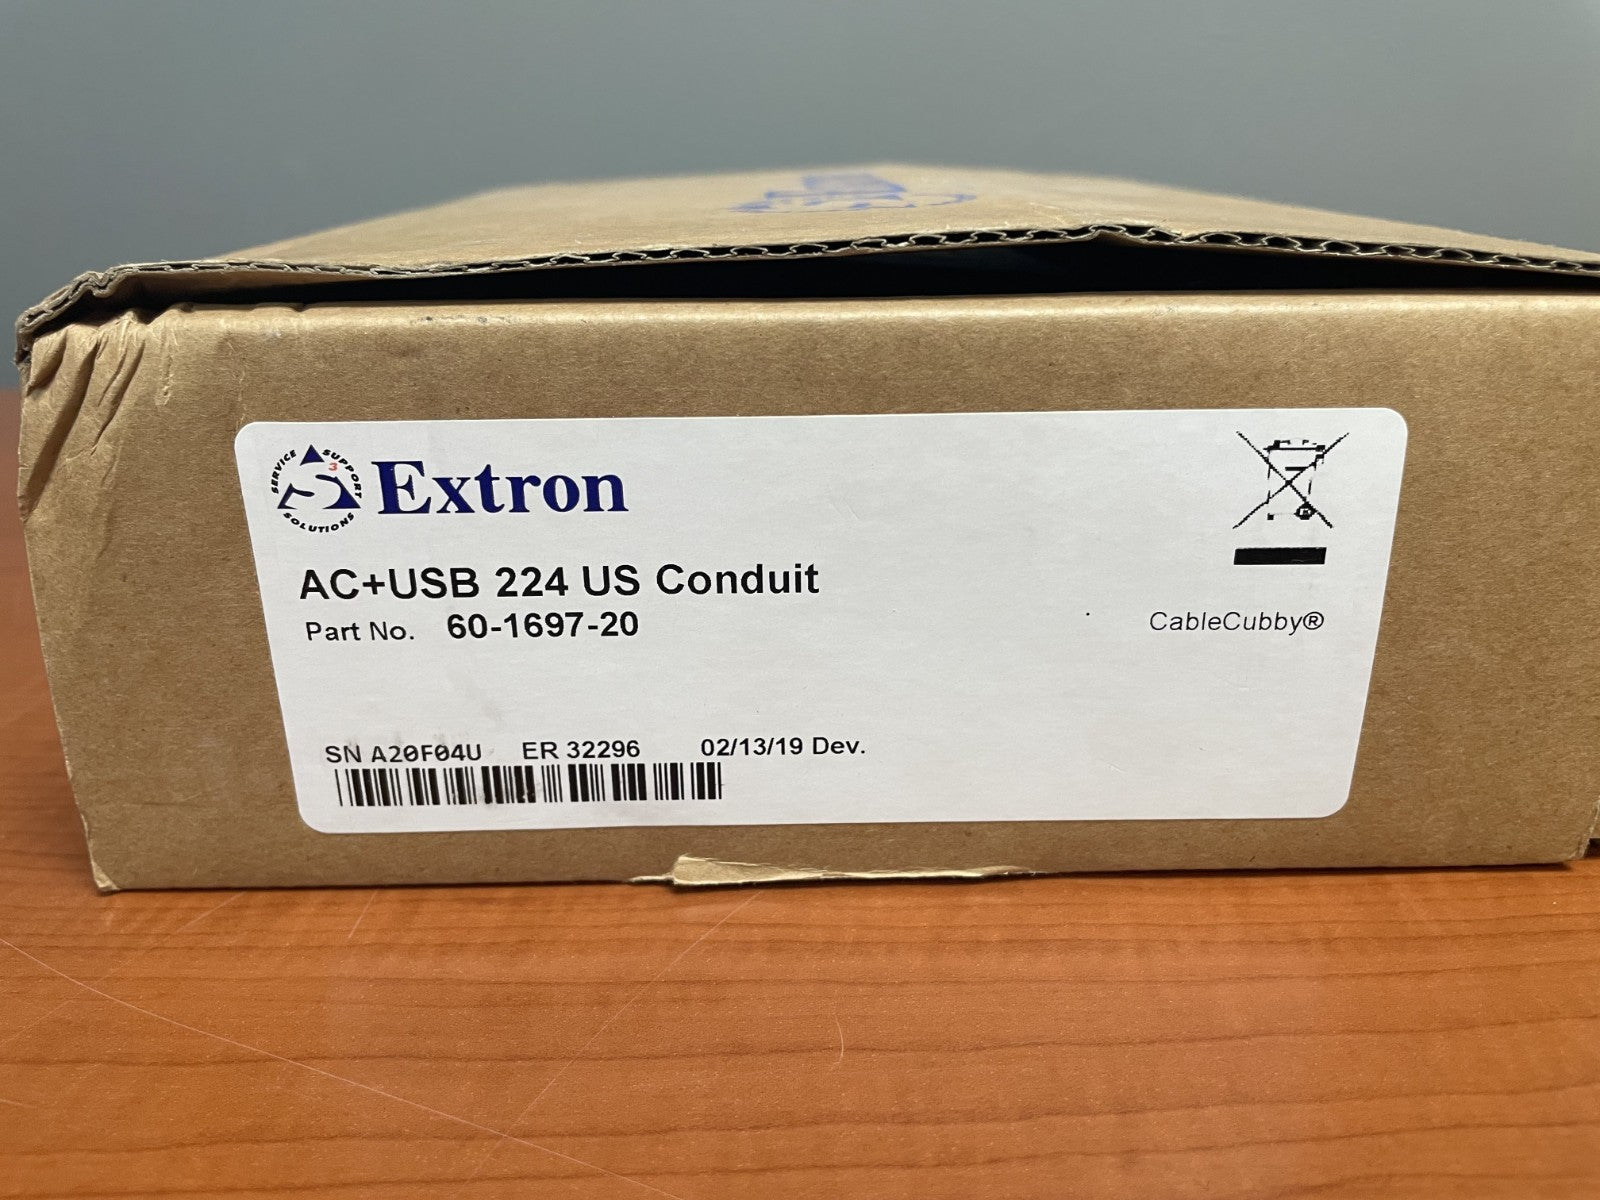 SERVICE SUPPORT SOLUTIONS
S3 Extron
AC+USB 224 US Conduit
Part No. 60-1697-20
CableCubby®
SN A20F04U ER 32296 02/13/19 Dev.